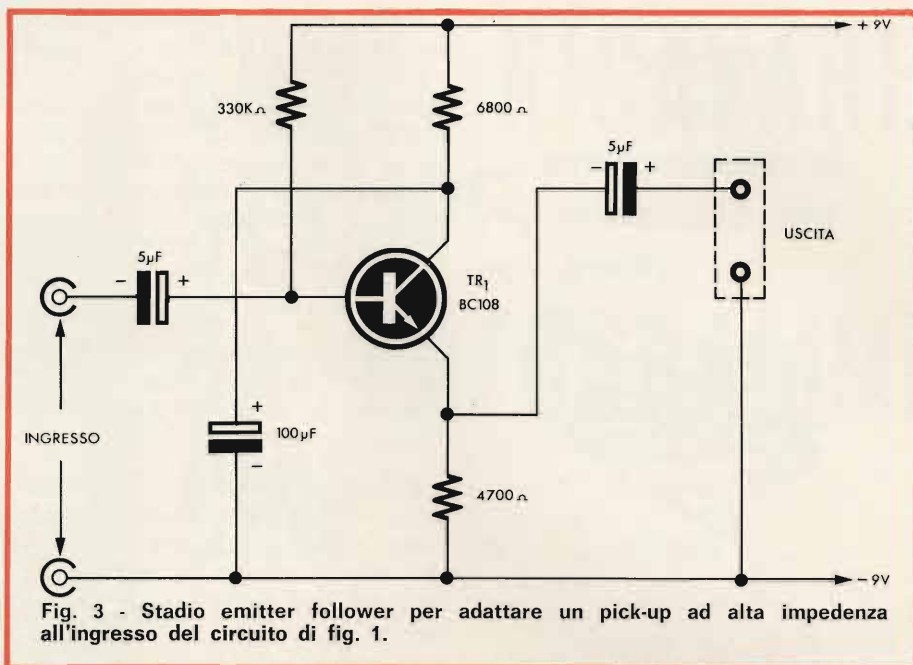 + 9V
330KΩ
6800 Ω
5µF
- +
USCITA
5µF
- +
TR1
BC108
INGRESSO
+
100µF
-
4700 Ω
- 9V
Fig. 3 - Stadio emitter follower per adattare un pick-up ad alta impedenza
all'ingresso del circuito di fig. 1.